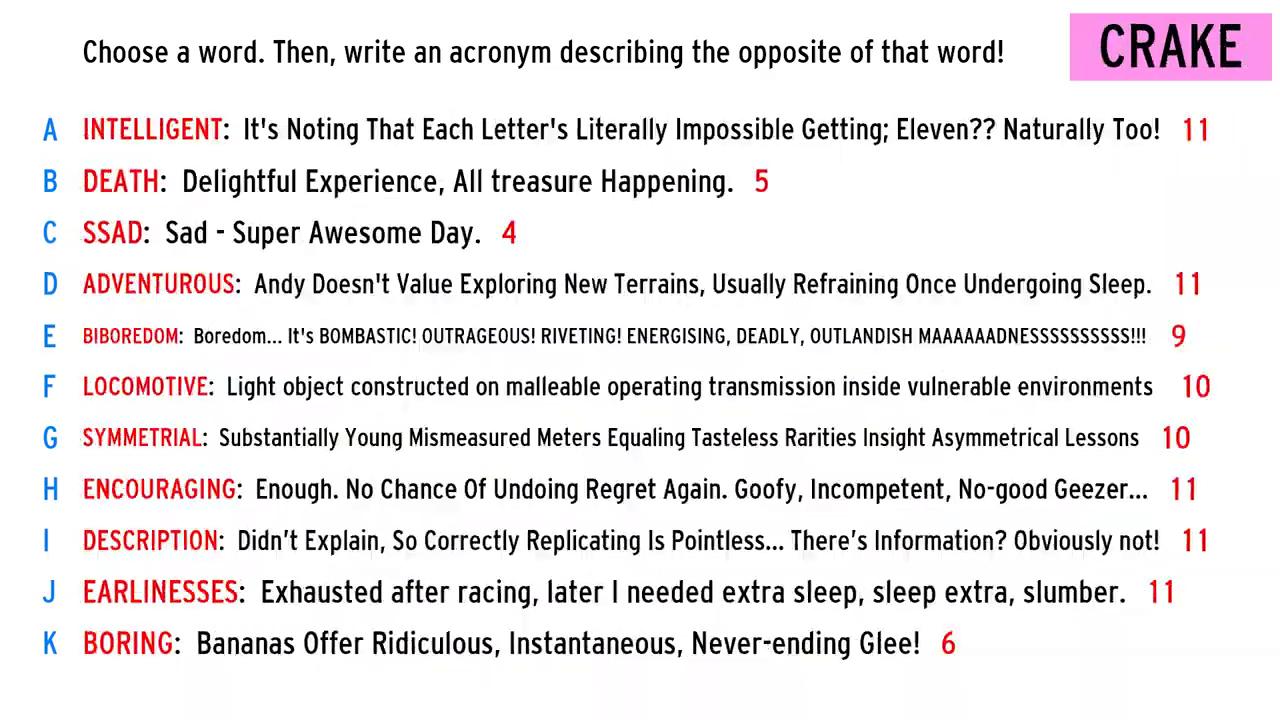 Choose a word. Then, write an acronym describing the opposite of that word!
CRAKE
A INTELLIGENT: It's Noting That Each Letter's Literally Impossible Getting; Eleven?? Naturally Too! 11
B DEATH: Delightful Experience, All treasure Happening. 5
C SSAD: Sad - Super Awesome Day. 4
D ADVENTUROUS: Andy Doesn't Value Exploring New Terrains, Usually Refraining Once Undergoing Sleep. 11
E BIBOREDOM: Boredom... It's BOMBASTIC! OUTRAGEOUS! RIVETING! ENERGISING, DEADLY, OUTLANDISH MAAAAAADNESSSSSSSSSS!!! 9
F LOCOMOTIVE: Light object constructed on malleable operating transmission inside vulnerable environments 10
G SYMMETRIAL: Substantially Young Mismeasured Meters Equaling Tasteless Rarities Insight Asymmetrical Lessons 10
H ENCOURAGING: Enough. No Chance Of Undoing Regret Again. Goofy, Incompetent, No-good Geezer... 11
I DESCRIPTION: Didn’t Explain, So Correctly Replicating Is Pointless... There’s Information? Obviously not! 11
J EARLINESSES: Exhausted after racing, later I needed extra sleep, sleep extra, slumber. 11
K BORING: Bananas Offer Ridiculous, Instantaneous, Never-ending Glee! 6